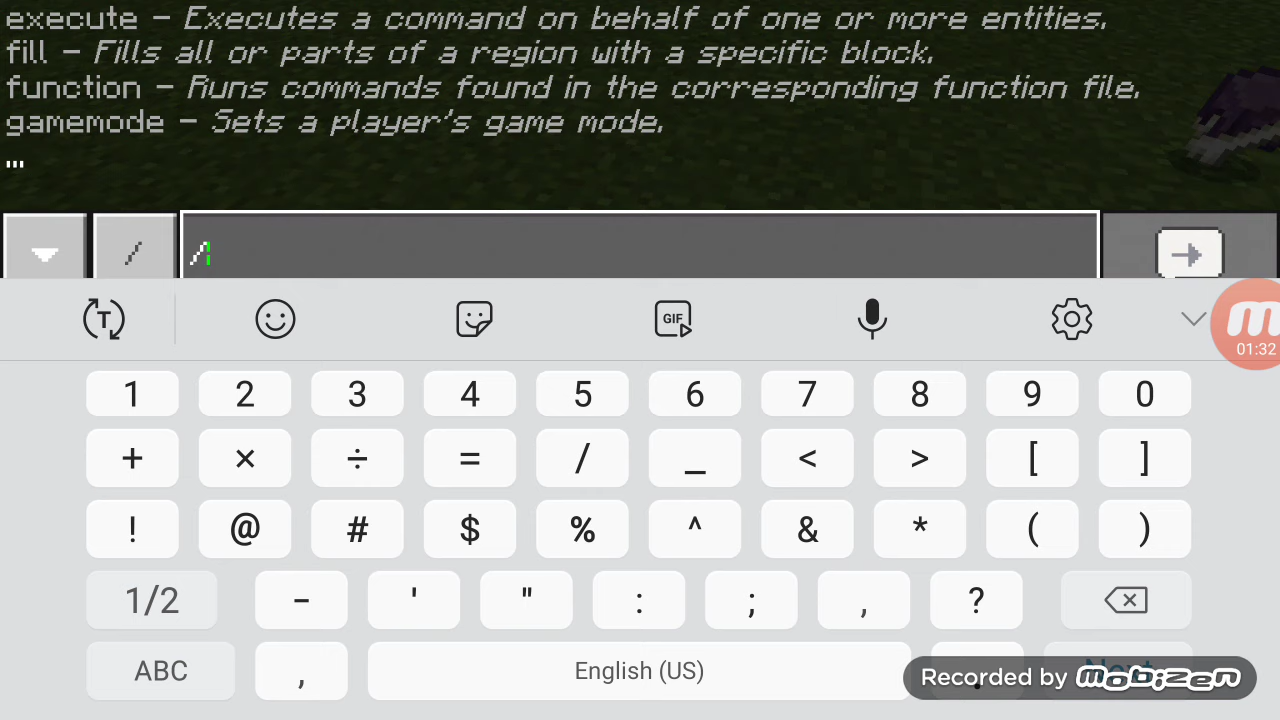 execute – Executes a command on behalf of one or more entities.
fill – Fills all or parts of a region with a specific block.
function – Runs commands found in the corresponding function file.
gamemode – Sets a player's game mode.
...
/
/
T
GIF
01:32
1 2 3 4 5 6 7 8 9 0
+ × ÷ = / _ < > [ ]
! @ # $ % ^ & * ( )
1/2 - ' " : ; , ?
ABC , English (US) . Next
Recorded by mobizen